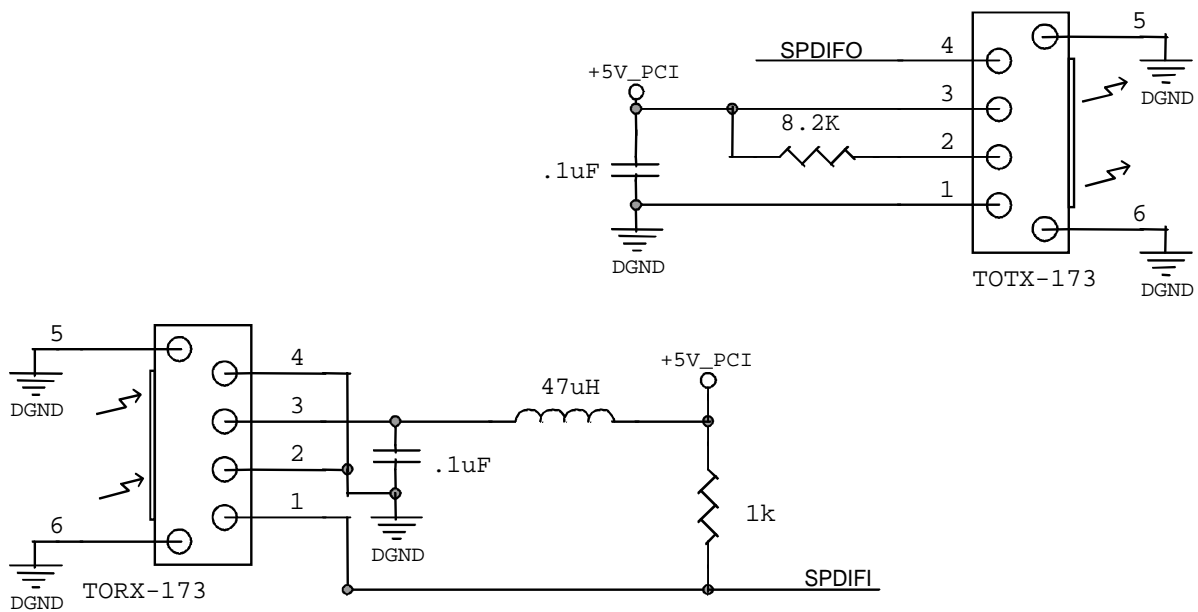 5
SPDIFO
4
+5V_PCI
DGND
3
8.2K
2
.1uF
1
6
DGND
TOTX-173
DGND
5
4
+5V_PCI
47uH
DGND
3
2
.1uF
1
1k
6
DGND
SPDIFI
TORX-173
DGND